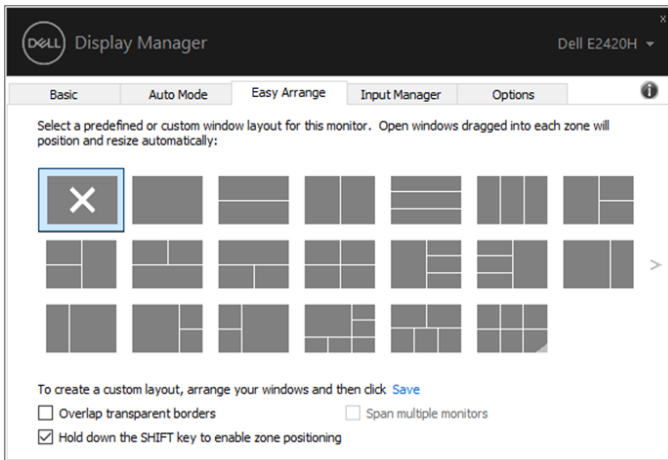 x
DELL Display Manager
Dell E2420H
Basic Auto Mode Easy Arrange Input Manager Options
Select a predefined or custom window layout for this monitor. Open windows dragged into each zone will
position and resize automatically:
To create a custom layout, arrange your windows and then click Save
Overlap transparent borders Span multiple monitors
Hold down the SHIFT key to enable zone positioning